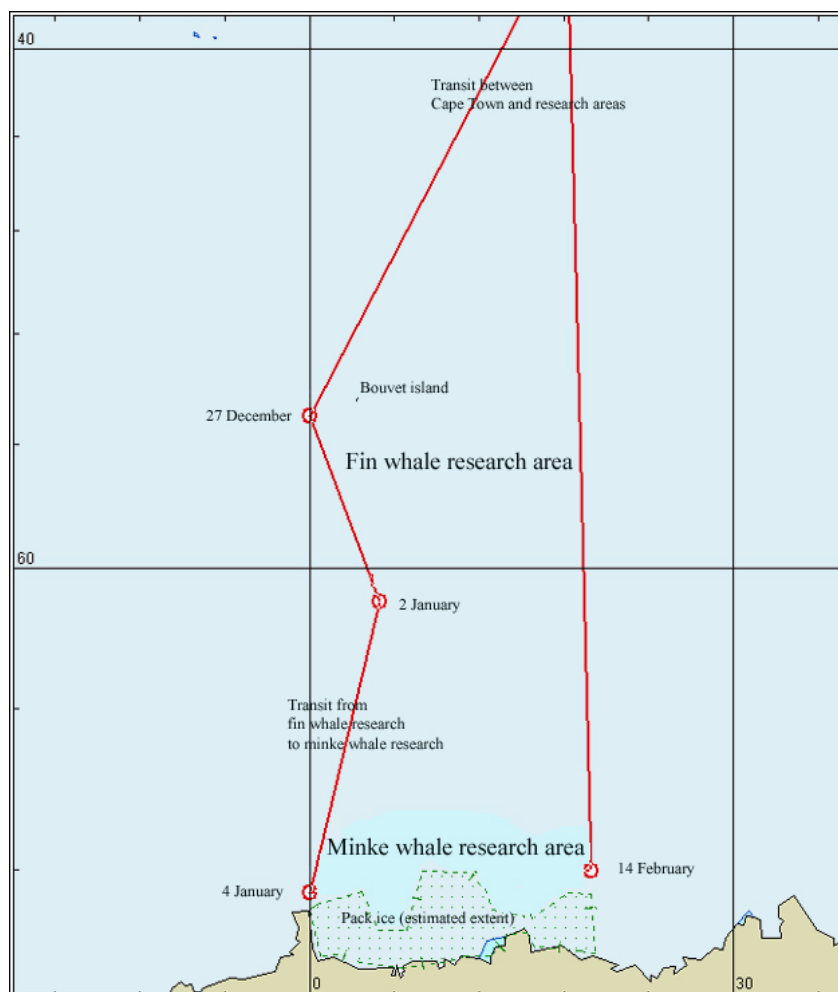 40
Transit between
Cape Town and research areas
Bouvet island
27 December
Fin whale research area
60
2 January
Transit from
fin whale research
to minke whale research
Minke whale research area
14 February
4 January
Pack ice (estimated extent)
0
30